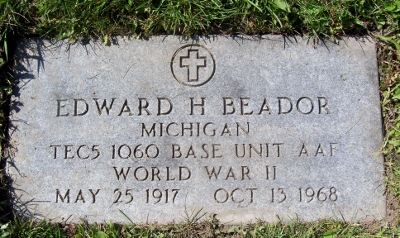 EDWARD H BEADOR
MICHIGAN
TEC5 1060 BASE UNIT AAF
WORLD WAR II
MAY 25 1917 OCT 13 1968